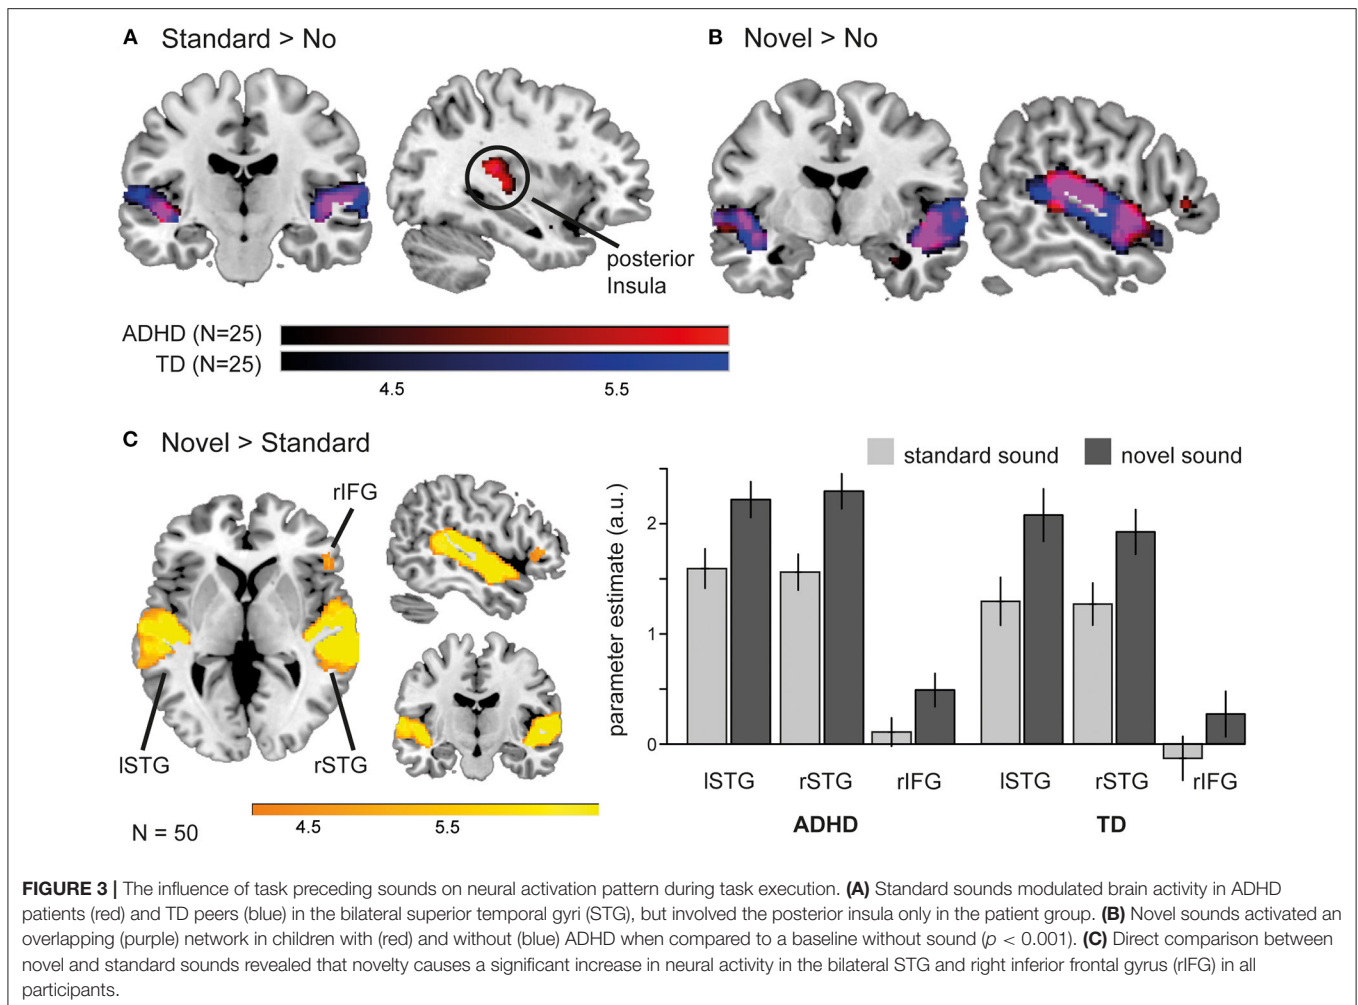 A Standard > No
B Novel > No
posterior
Insula
ADHD (N=25)
TD (N=25)
4.5 5.5
C Novel > Standard
standard sound novel sound
rIFG
lSTG
rSTG
4.5 5.5
N = 50
parameter estimate (a.u.)
2
1
0
lSTG rSTG rIFG lSTG rSTG rIFG
ADHD TD
FIGURE 3 | The influence of task preceding sounds on neural activation pattern during task execution. (A) Standard sounds modulated brain activity in ADHD
patients (red) and TD peers (blue) in the bilateral superior temporal gyri (STG), but involved the posterior insula only in the patient group. (B) Novel sounds activated an
overlapping (purple) network in children with (red) and without (blue) ADHD when compared to a baseline without sound (p < 0.001). (C) Direct comparison between
novel and standard sounds revealed that novelty causes a significant increase in neural activity in the bilateral STG and right inferior frontal gyrus (rIFG) in all
participants.